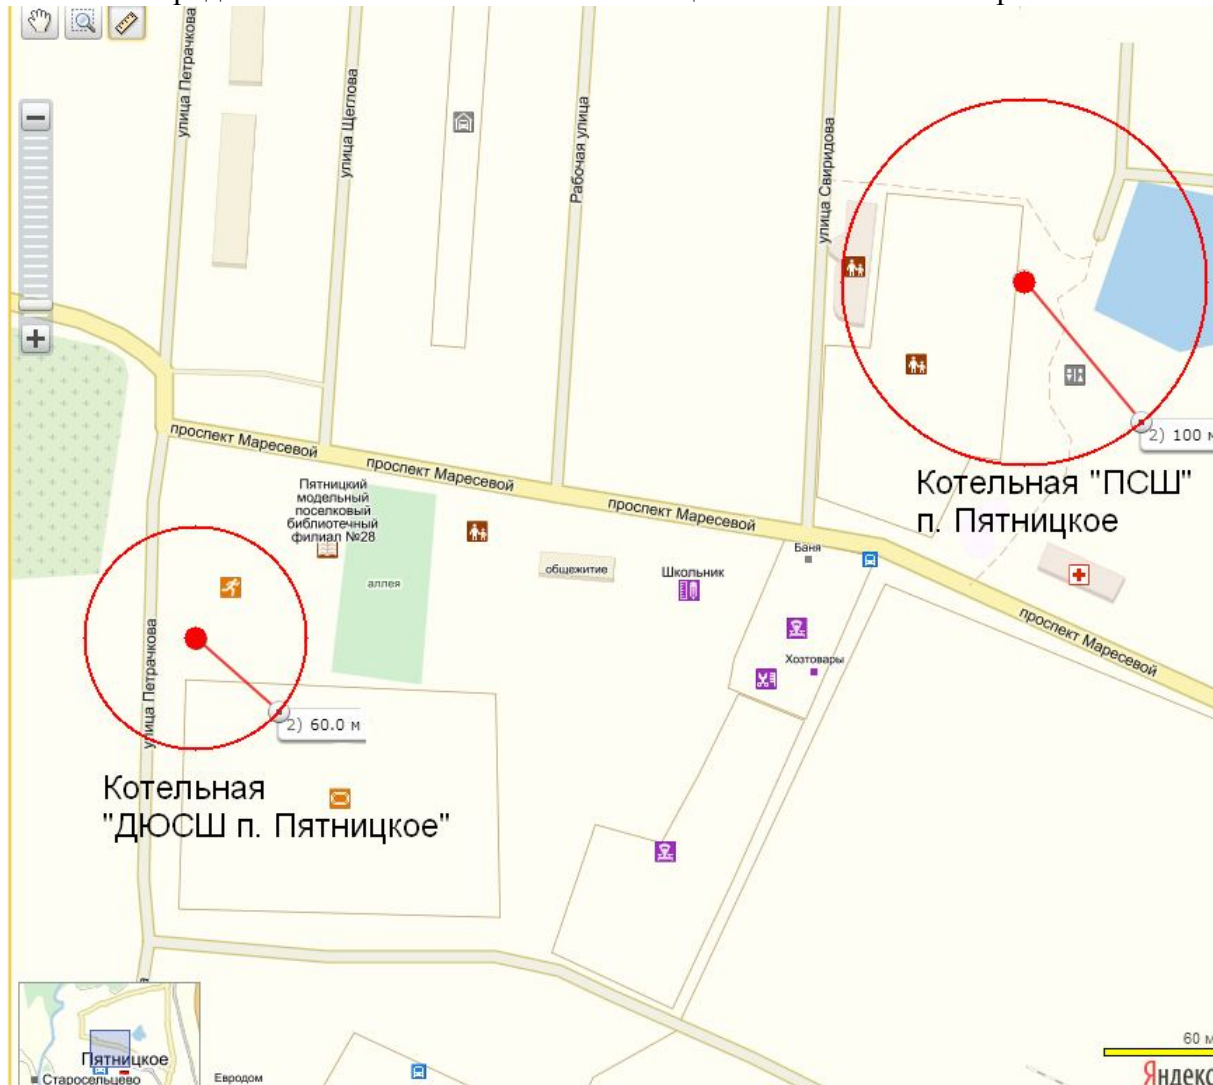 улица Петрачкова
улица Щеглова
Рабочая улица
улица Свиридова
2) 100 м
проспект Маресевой
проспект Маресевой
проспект Маресевой
проспект Маресевой
Котельная "ПСШ"
п. Пятницкое
Пятницкий
модельный
поселковый
библиотечный
филиал №28
аллея
общежитие
Школьник
Баня
Хозтовары
улица Петрачкова
2) 60.0 м
Котельная
"ДЮСШ п. Пятницкое"
Пятницкое
Старосельцево
Евродом
60 м
Яндекс